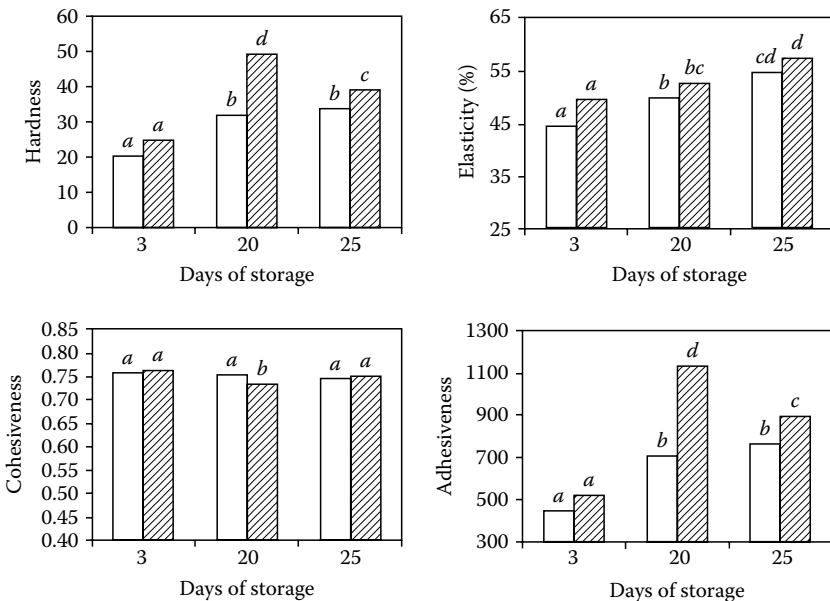 Hardness
60
50
40
30
20
10
0
a a
b d
b c
3 20 25
Days of storage
Elasticity (%)
65
55
45
35
25
a a
b bc
cd d
3 20 25
Days of storage
Cohesiveness
0.85
0.80
0.75
0.70
0.65
0.60
0.55
0.50
0.45
0.40
a a
a b
a a
3 20 25
Days of storage
Adhesiveness
1300
1100
900
700
500
300
a a
b d
b c
3 20 25
Days of storage